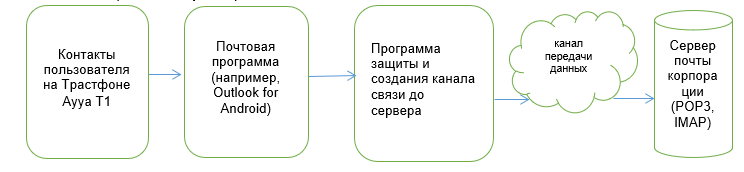 Контакты
пользователя
на Трастфоне
Ayya T1
Почтовая
программа
(например,
Outlook for
Android)
Программа
защиты и
создания канала
связи до
сервера
канал
передачи
данных
Сервер
почты
корпора
ции
(POP3,
IMAP)